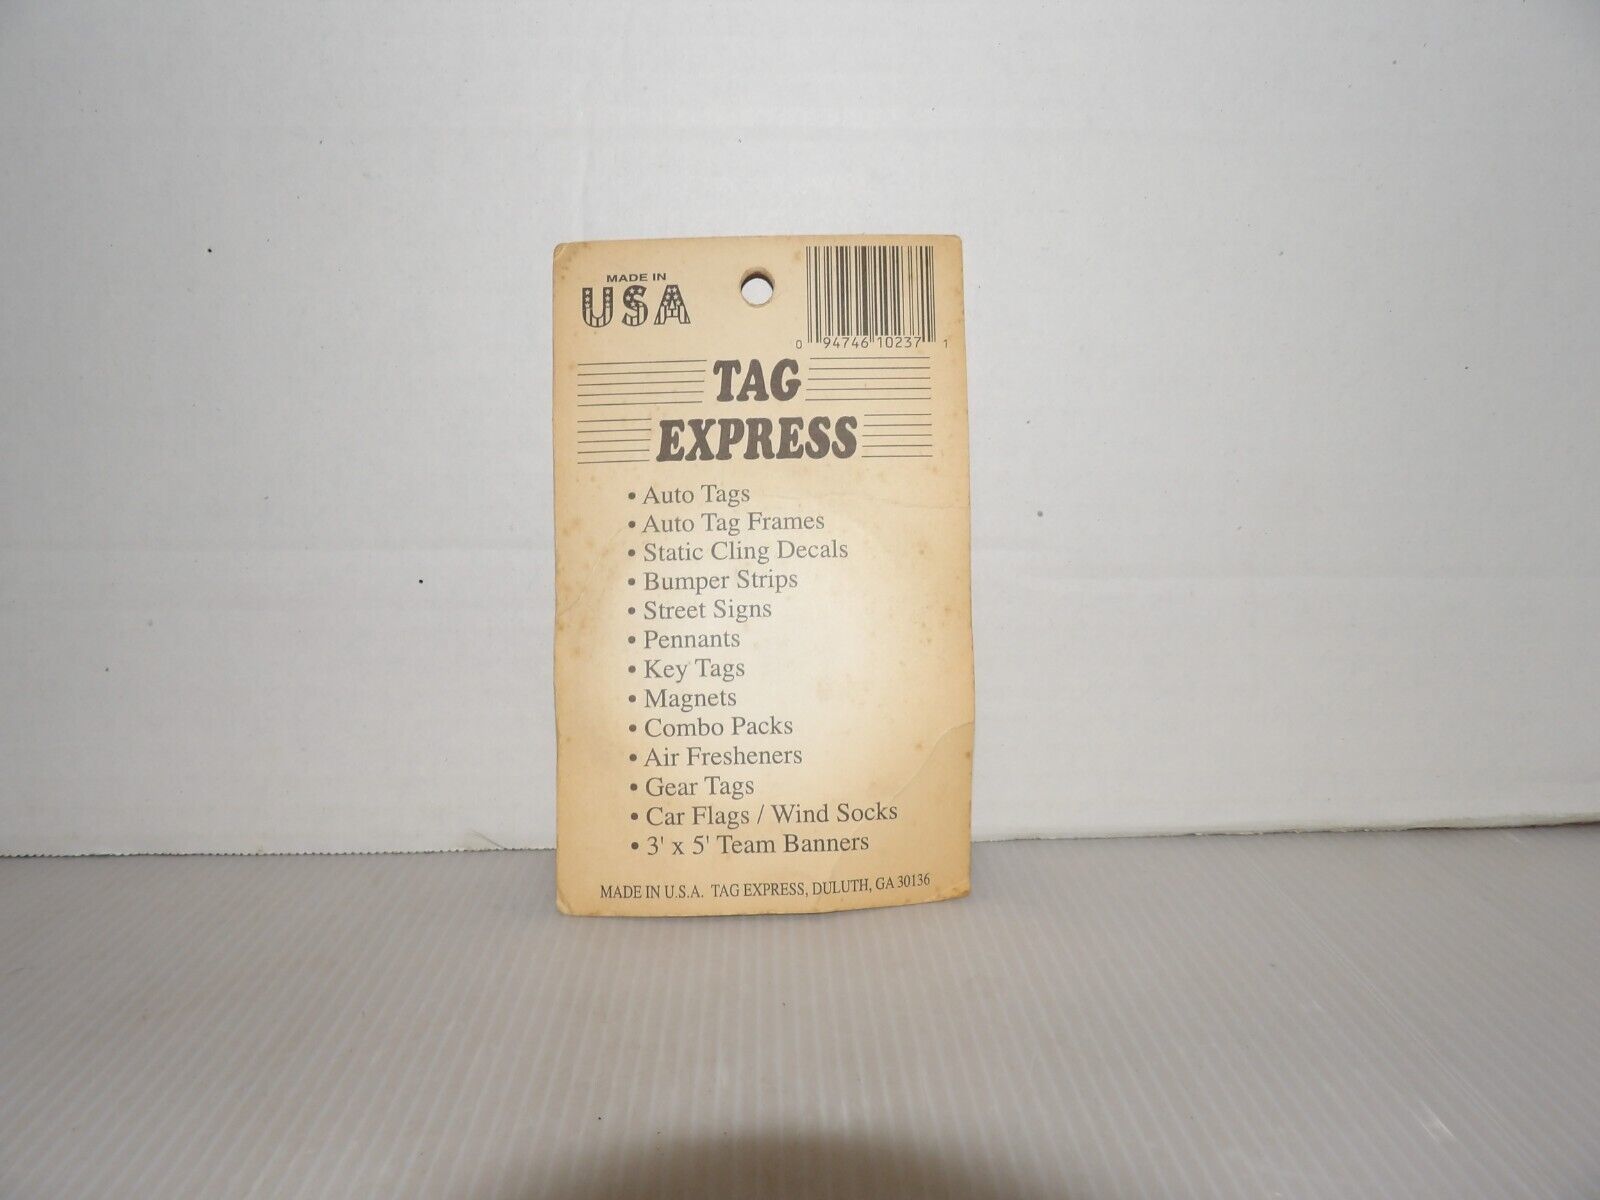 MADE IN
USA
0 94746 10237 1
TAG
EXPRESS
• Auto Tags
• Auto Tag Frames
• Static Cling Decals
• Bumper Strips
• Street Signs
• Pennants
• Key Tags
• Magnets
• Combo Packs
• Air Fresheners
• Gear Tags
• Car Flags / Wind Socks
• 3' x 5' Team Banners
MADE IN U.S.A. TAG EXPRESS, DULUTH, GA 30136